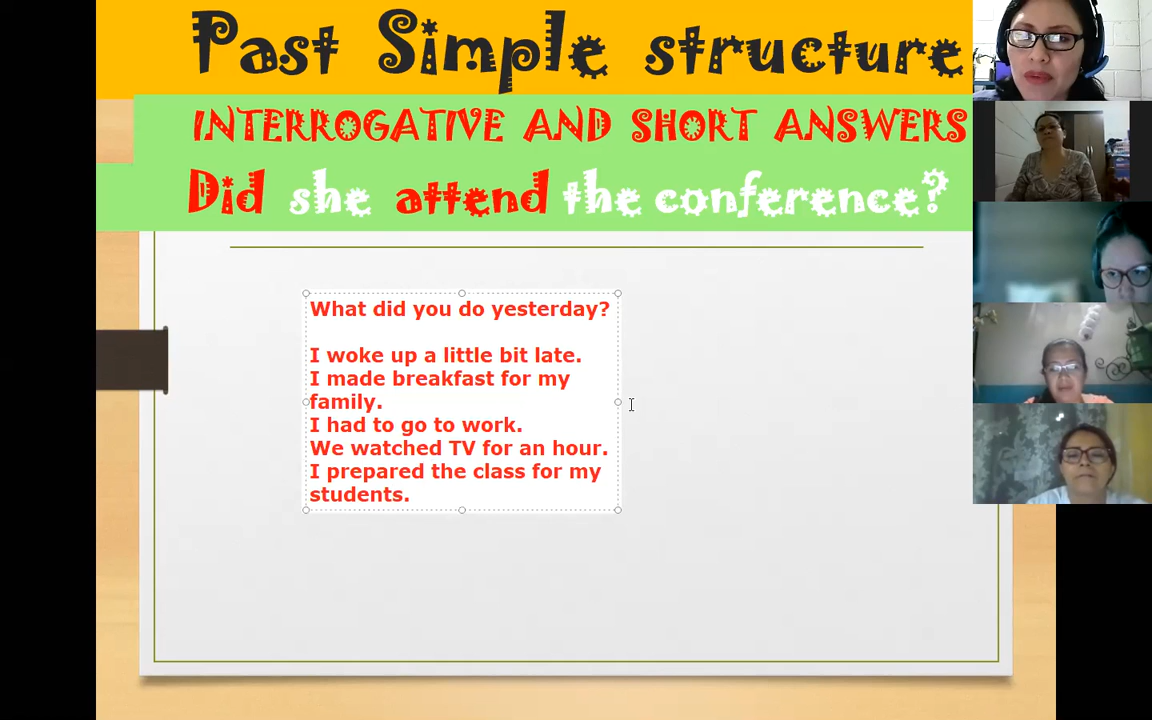 Past Simple structure
INTERROGATIVE AND SHORT ANSWERS
Did she attend the conference?
What did you do yesterday?
I woke up a little bit late.
I made breakfast for my
family.
I had to go to work.
We watched TV for an hour.
I prepared the class for my
students.